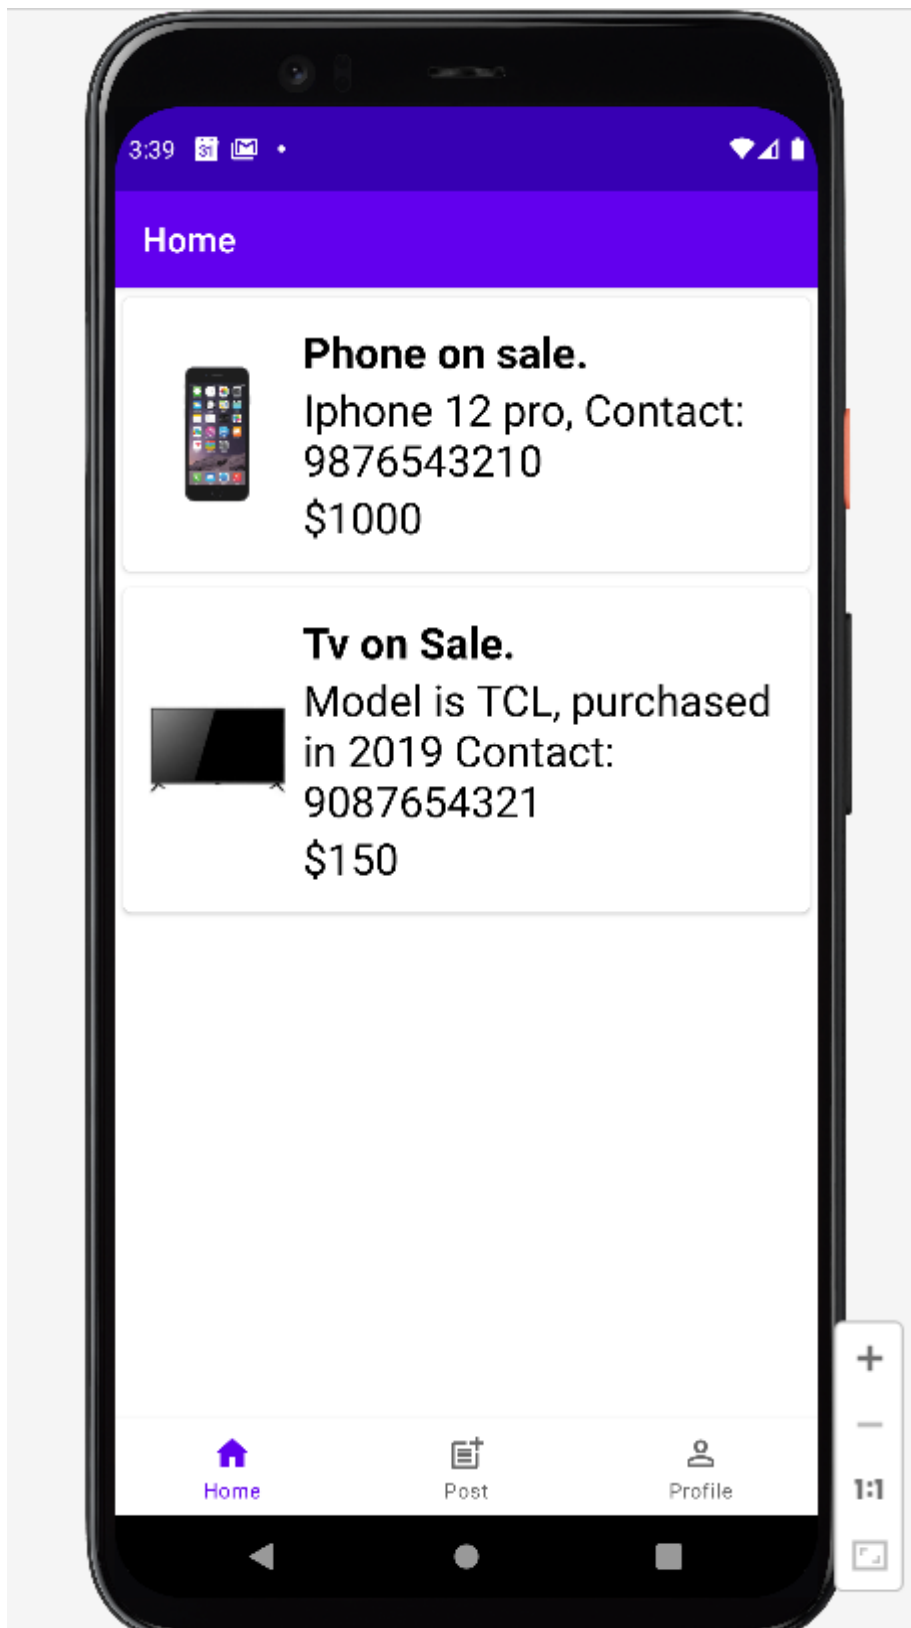 3:39 31
Home
Phone on sale.
Iphone 12 pro, Contact:
9876543210
$1000
Tv on Sale.
Model is TCL, purchased
in 2019 Contact:
9087654321
$150
Home Post Profile
1:1